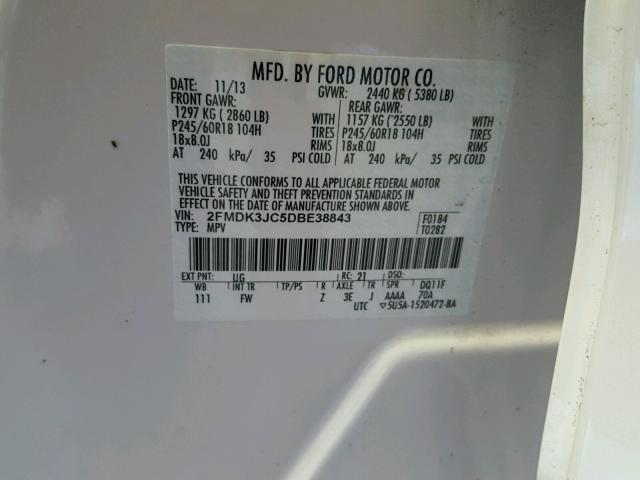 MFD. BY FORD MOTOR CO.
DATE: 11/13 GVWR: 2440 KG ( 5380 LB)
FRONT GAWR: REAR GAWR:
1297 KG ( 2860 LB) WITH 1157 KG ( 2550 LB) WITH
P245/60R18 104H TIRES P245/60R18 104H TIRES
18x8.0J RIMS 18x8.0J RIMS
AT 240 kPa/ 35 PSI COLD AT 240 kPa/ 35 PSI COLD
THIS VEHICLE CONFORMS TO ALL APPLICABLE FEDERAL MOTOR
VEHICLE SAFETY AND THEFT PREVENTION STANDARDS IN EFFECT
ON THE DATE OF MANUFACTURE SHOWN ABOVE.
VIN: 2FMDK3JC5DBE38843 F0184
TYPE: MPV T0282
EXT PNT: UG RC: 21 DSO:
WB INT TR TP/PS R AXLE TR SPR DQ11F
111 FW Z 3E J AAAA 70A
UTC ▽5U5A-1520472-BA